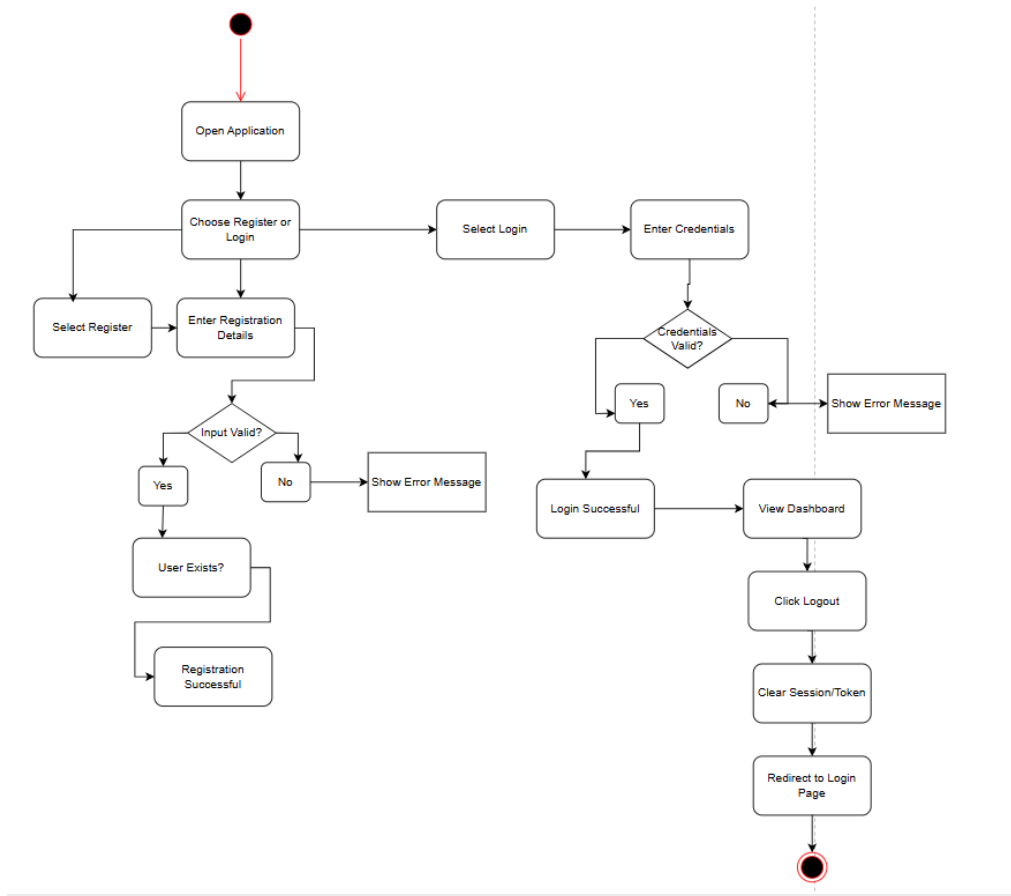 Open Application
Choose Register or
Login
Select Login
Enter Credentials
Select Register
Enter Registration
Details
Credentials
Valid?
Yes
No
Show Error Message
Input Valid?
Yes
No
Show Error Message
Login Successful
View Dashboard
User Exists?
Click Logout
Registration
Successful
Clear Session/Token
Redirect to Login
Page